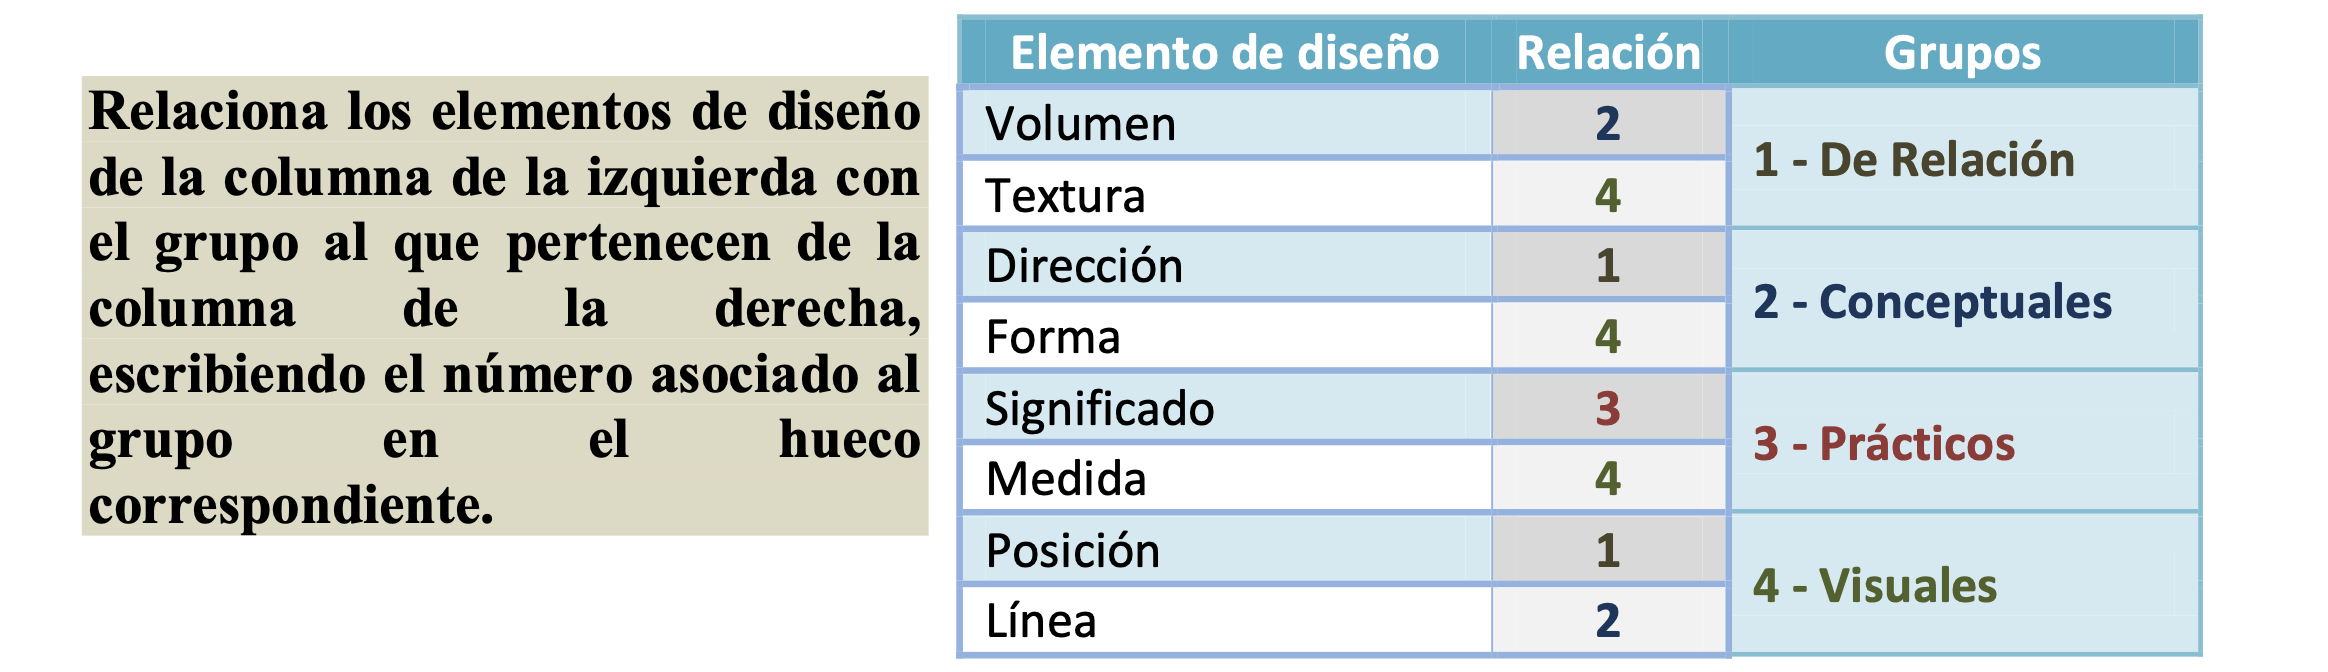 Relaciona los elementos de diseño
de la columna de la izquierda con
el grupo al que pertenecen de la
columna de la derecha,
escribiendo el número asociado al
grupo en el hueco
correspondiente.
Elemento de diseño Relación Grupos
Volumen 2
1 - De Relación
Textura 4
Dirección 1
2 - Conceptuales
Forma 4
Significado 3
3 - Prácticos
Medida 4
Posición 1
4 - Visuales
Línea 2